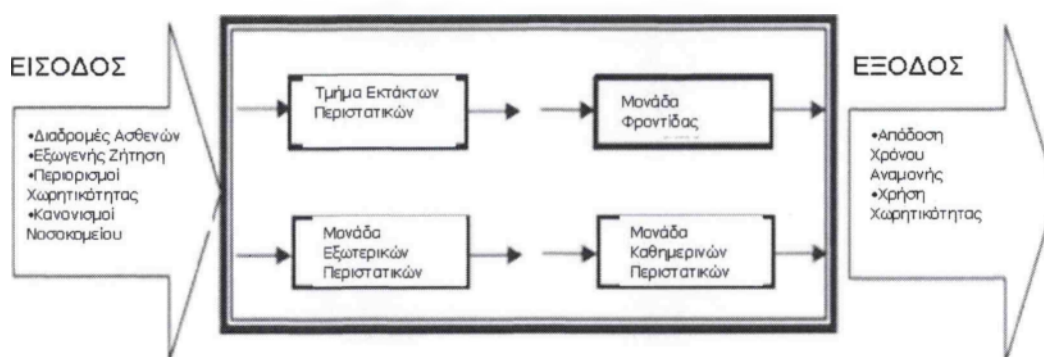 ΕΙΣΟΔΟΣ
•Διαδρομές Ασθενών
•Εξωγενής Ζήτηση
•Περιορισμοί
Χωρητικότητας
•Κανονισμοί
Νοσοκομείου
Τμήμα Εκτάκτων
Περιστατικών
Μονάδα
Φροντίδας
Μονάδα
Εξωτερικών
Περιστατικών
Μονάδα
Καθημερινών
Περιστατικών
ΕΞΟΔΟΣ
•Απόδοση
Χρόνου
Αναμονής
•Χρήση
Χωρητικότητας